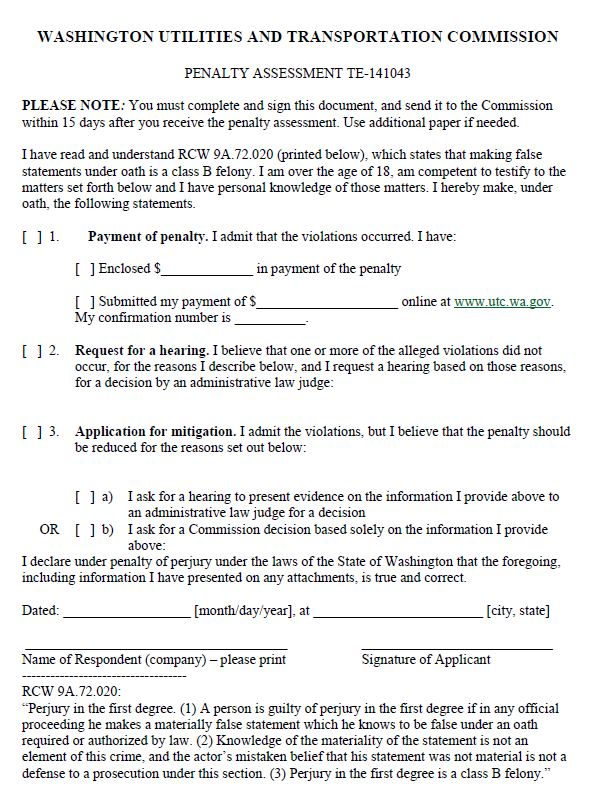 WASHINGTON UTILITIES AND TRANSPORTATION COMMISSION
PENALTY ASSESSMENT TE-141043
PLEASE NOTE: You must complete and sign this document, and send it to the Commission
within 15 days after you receive the penalty assessment. Use additional paper if needed.
I have read and understand RCW 9A.72.020 (printed below), which states that making false
statements under oath is a class B felony. I am over the age of 18, am competent to testify to the
matters set forth below and I have personal knowledge of those matters. I hereby make, under
oath, the following statements.
[ ] 1. Payment of penalty. I admit that the violations occurred. I have:
[ ] Enclosed $______________ in payment of the penalty
[ ] Submitted my payment of $_____________________ online at www.utc.wa.gov.
My confirmation number is __________.
[ ] 2. Request for a hearing. I believe that one or more of the alleged violations did not
occur, for the reasons I describe below, and I request a hearing based on those reasons,
for a decision by an administrative law judge:
[ ] 3. Application for mitigation. I admit the violations, but I believe that the penalty should
be reduced for the reasons set out below:
[ ] a) I ask for a hearing to present evidence on the information I provide above to
an administrative law judge for a decision
OR [ ] b) I ask for a Commission decision based solely on the information I provide
above:
I declare under penalty of perjury under the laws of the State of Washington that the foregoing,
including information I have presented on any attachments, is true and correct.
Dated: __________________ [month/day/year], at ________________________ [city, state]
_____________________________________ ___________________________
Name of Respondent (company) – please print Signature of Applicant
-----------------------------------
RCW 9A.72.020:
“Perjury in the first degree. (1) A person is guilty of perjury in the first degree if in any official
proceeding he makes a materially false statement which he knows to be false under an oath
required or authorized by law. (2) Knowledge of the materiality of the statement is not an
element of this crime, and the actor’s mistaken belief that his statement was not material is not a
defense to a prosecution under this section. (3) Perjury in the first degree is a class B felony.”